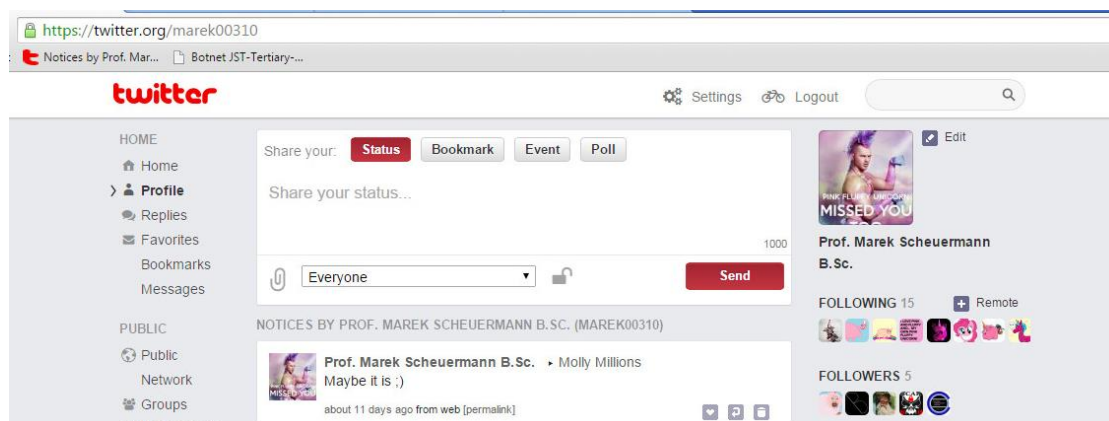 https://twitter.org/marek00310
Notices by Prof. Mar... Botnet JST-Tertiary-...
twitter
Settings Logout
HOME
Home
Profile
Replies
Favorites
Bookmarks
Messages
PUBLIC
Public
Network
Groups
Share your: Status Bookmark Event Poll
Share your status...
1000
Everyone Send
NOTICES BY PROF. MAREK SCHEUERMANN B.SC. (MAREK00310)
Prof. Marek Scheuermann B.Sc. ▸ Molly Millions
Maybe it is ;)
about 11 days ago from web [permalink]
Edit
PINK FLUFFY UNICORN
MISSED YOU
Prof. Marek Scheuermann
B.Sc.
FOLLOWING 15 Remote
FOLLOWERS 5